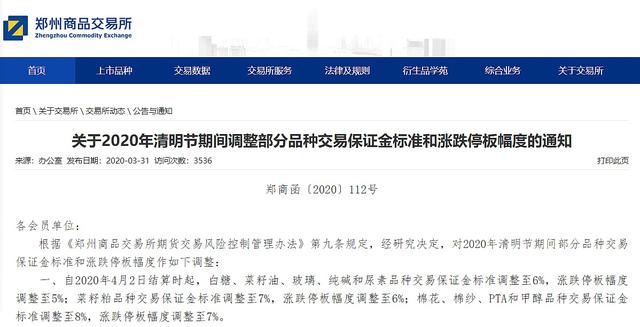 郑州商品交易所
Zhengzhou Commodity Exchange
首页 上市品种 交易数据 交易所服务 法律及规则 衍生品学苑 综合业务 关于交易所
首页 \ 关于交易所 \ 交易所动态 \ 公告与通知
关于2020年清明节期间调整部分品种交易保证金标准和涨跌停板幅度的通知
来源：办公室 发布日期：2020-03-31 访问次数：3536 打印此页
郑商函〔2020〕112号
各会员单位：
根据《郑州商品交易所期货交易风险控制管理办法》第九条规定，经研究决定，对2020年清明节期间部分品种交易
保证金标准和涨跌停板幅度作如下调整：
一、自2020年4月2日结算时起，白糖、菜籽油、玻璃、纯碱和尿素品种交易保证金标准调整至6%，涨跌停板幅度
调整至5%；菜籽粕品种交易保证金标准调整至7%，涨跌停板幅度调整至6%；棉花、棉纱、PTA和甲醇品种交易保证金标
准调整至8%，涨跌停板幅度调整至7%。